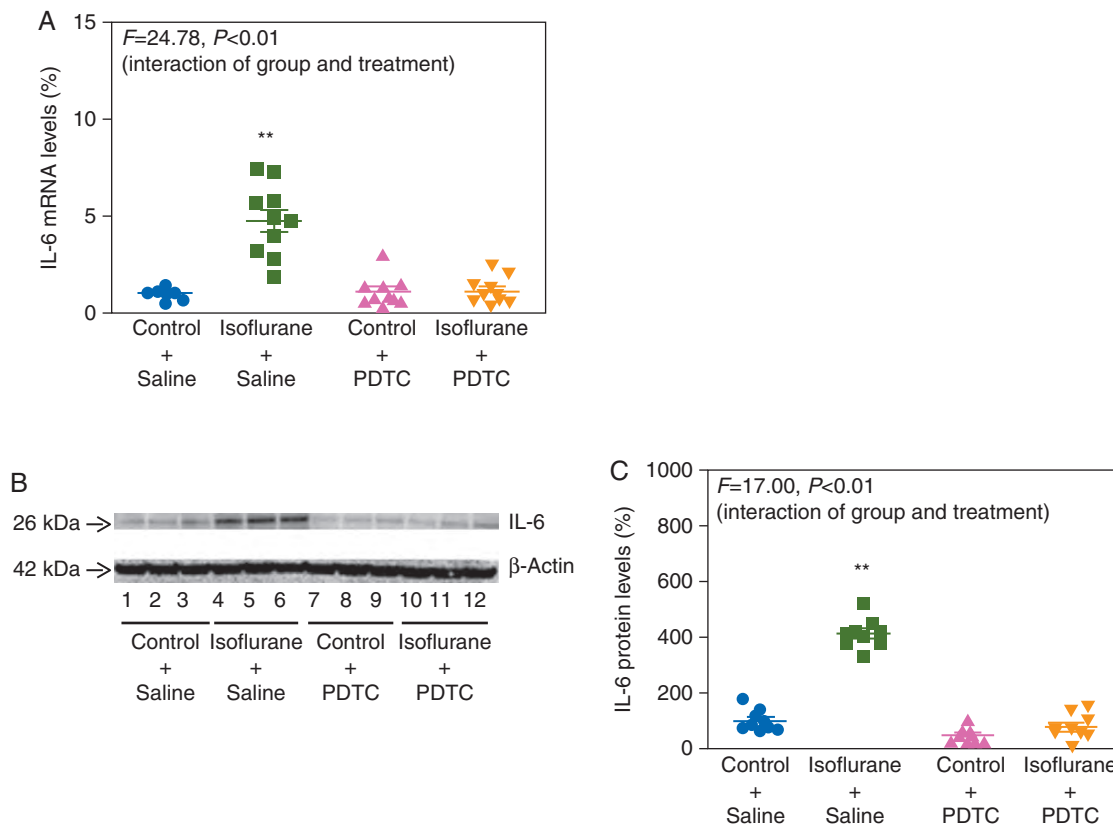 A
15
10
5
0
IL-6 mRNA levels (%)
F=24.78, P<0.01
(interaction of group and treatment)
**
Control + Saline
Isoflurane + Saline
Control + PDTC
Isoflurane + PDTC
B
26 kDa
IL-6
42 kDa
β-Actin
1 2 3 4 5 6 7 8 9 10 11 12
Control + Saline
Isoflurane + Saline
Control + PDTC
Isoflurane + PDTC
C
1000
800
600
400
200
0
IL-6 protein levels (%)
F=17.00, P<0.01
(interaction of group and treatment)
**
Control + Saline
Isoflurane + Saline
Control + PDTC
Isoflurane + PDTC